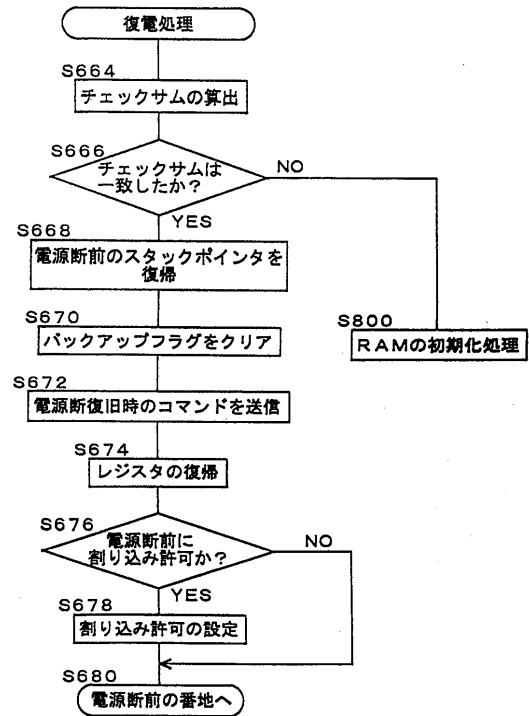 復電処理
S664
チェックサムの算出
S666
チェックサムは
一致したか？
NO
YES
S668
電源断前のスタックポインタを
復帰
S670
バックアップフラグをクリア
S672
電源断復旧時のコマンドを送信
S674
レジスタの復帰
S676
電源断前に
割り込み許可か？
NO
YES
S678
割り込み許可の設定
S680
電源断前の番地へ
S800
RAMの初期化処理